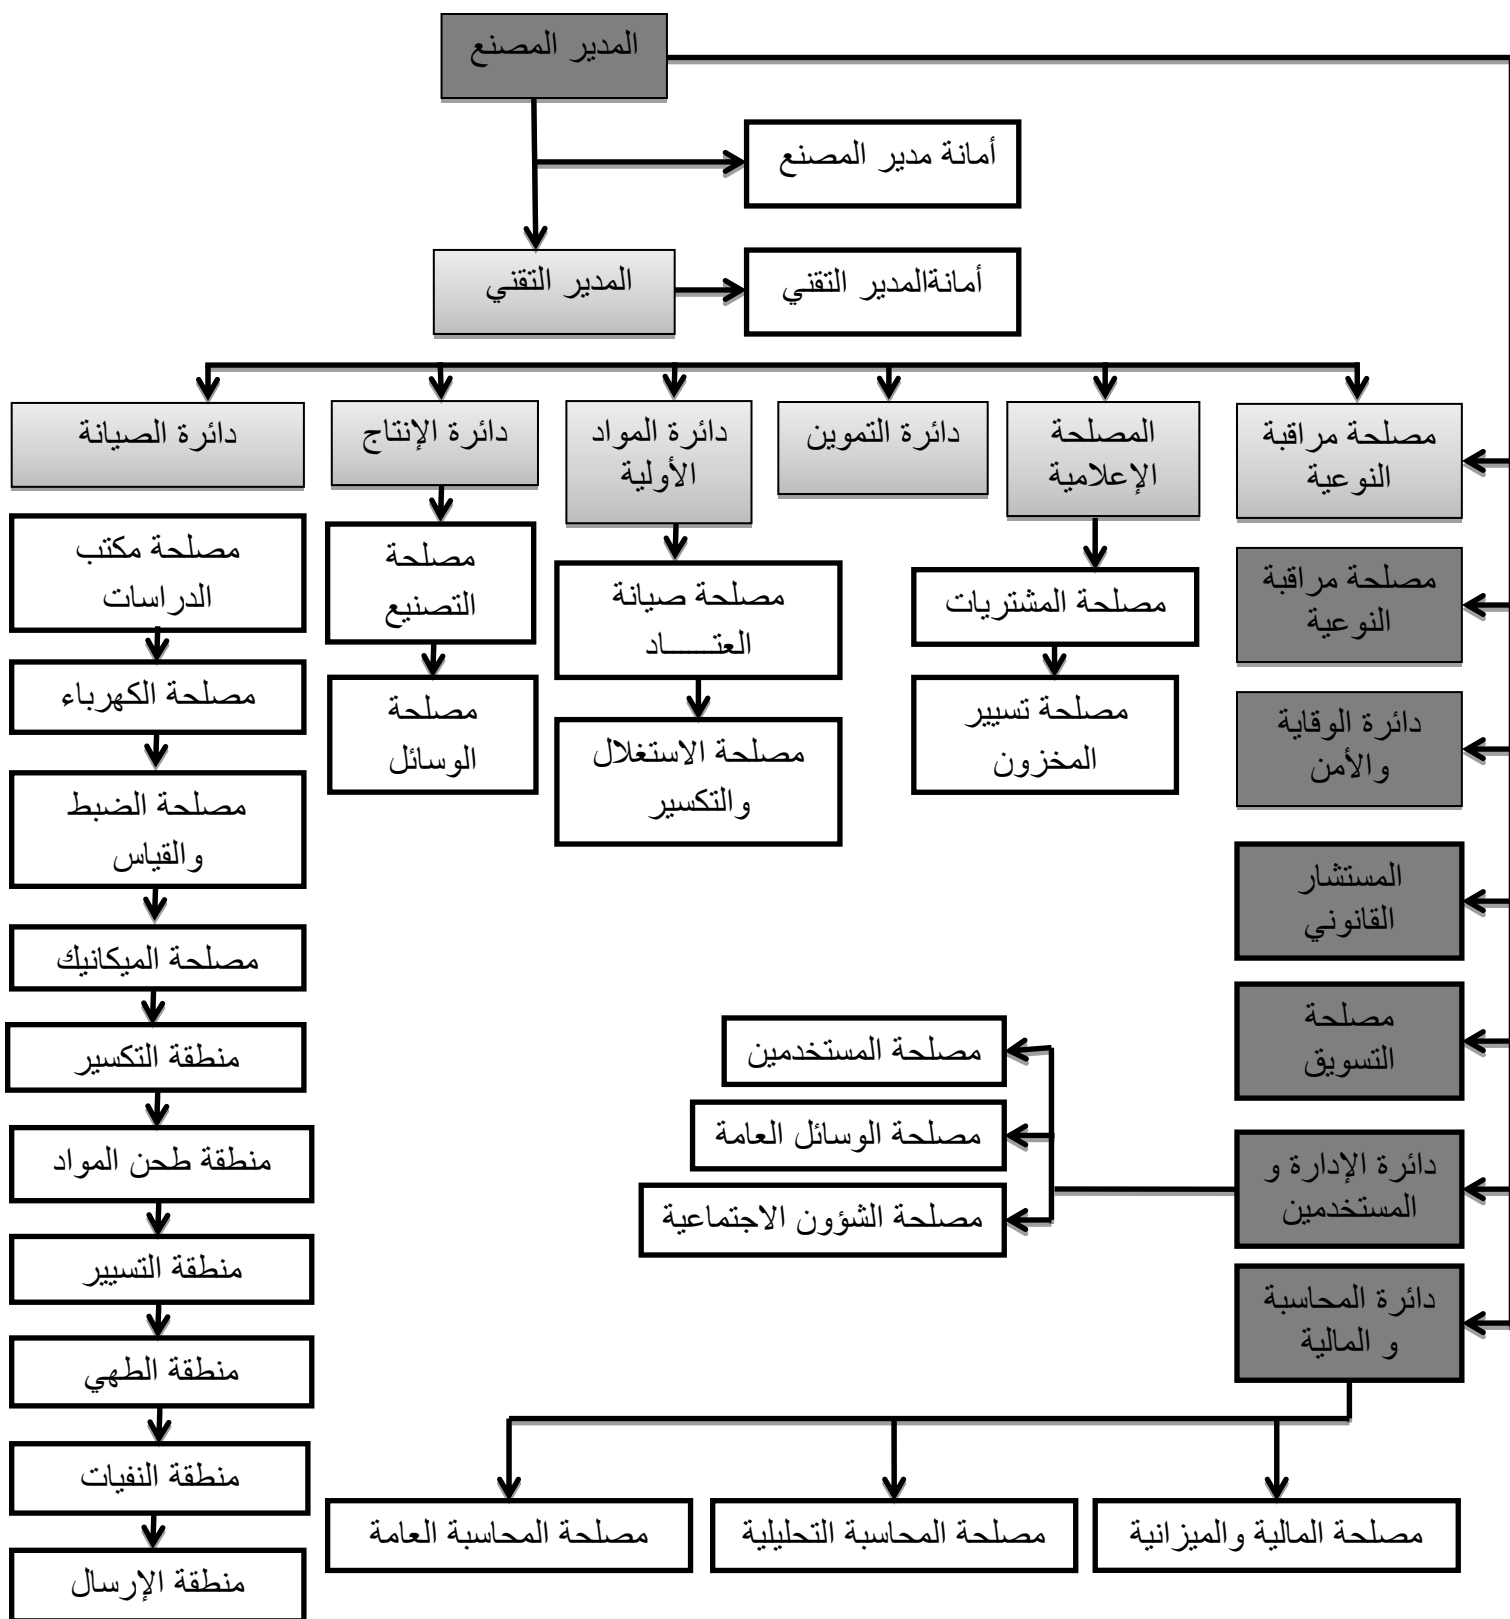 المدير المصنع
أمانة مدير المصنع
المدير التقني
أمانةالمدير التقني
مصلحة مراقبة
النوعية
المصلحة
الإعلامية
دائرة التموين
دائرة المواد
الأولية
دائرة الإنتاج
دائرة الصيانة
مصلحة مراقبة
النوعية
دائرة الوقاية
والأمن
المستشار
القانوني
مصلحة
التسويق
دائرة الإدارة و
المستخدمين
دائرة المحاسبة
و المالية
مصلحة المشتريات
مصلحة تسيير
المخزون
مصلحة صيانة
العتـــــاد
مصلحة الاستغلال
والتكسير
مصلحة
التصنيع
مصلحة
الوسائل
مصلحة مكتب
الدراسات
مصلحة الكهرباء
مصلحة الضبط
والقياس
مصلحة الميكانيك
منطقة التكسير
منطقة طحن المواد
منطقة التسيير
منطقة الطهي
منطقة النفيات
منطقة الإرسال
مصلحة المستخدمين
مصلحة الوسائل العامة
مصلحة الشؤون الاجتماعية
مصلحة المالية والميزانية
مصلحة المحاسبة التحليلية
مصلحة المحاسبة العامة